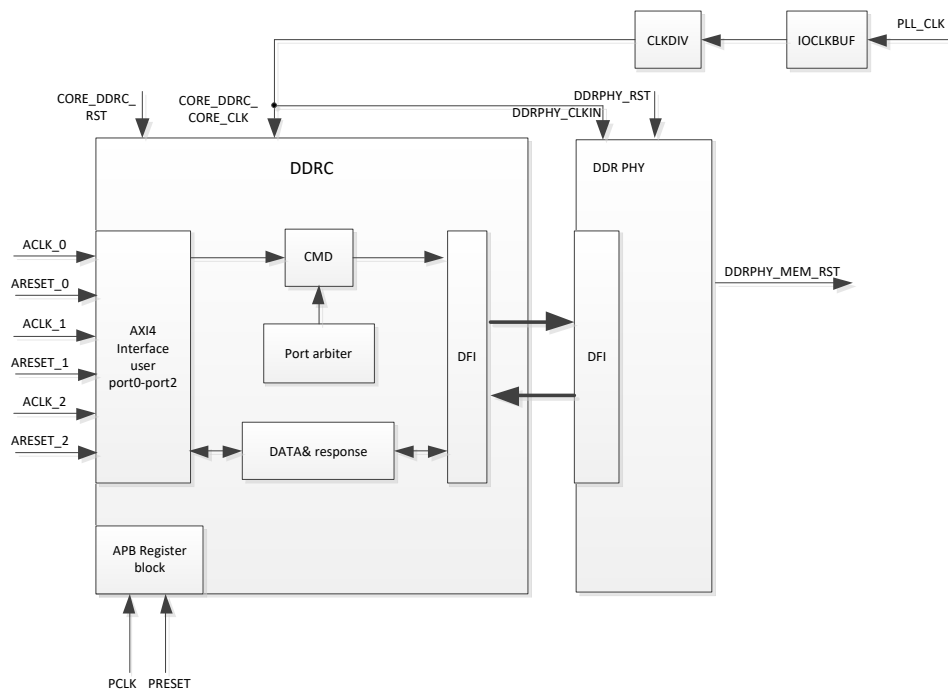 PLL_CLK
CLKDIV
IOCLKBUF
CORE_DDRC_
RST
CORE_DDRC_
CORE_CLK
DDRPHY_RST
DDRPHY_CLKIN
DDRC
DDR PHY
ACLK_0
ARESET_0
ACLK_1
ARESET_1
ACLK_2
ARESET_2
AXI4
Interface
user
port0-port2
CMD
Port arbiter
DATA& response
DFI
DFI
DDRPHY_MEM_RST
APB Register
block
PCLK
PRESET